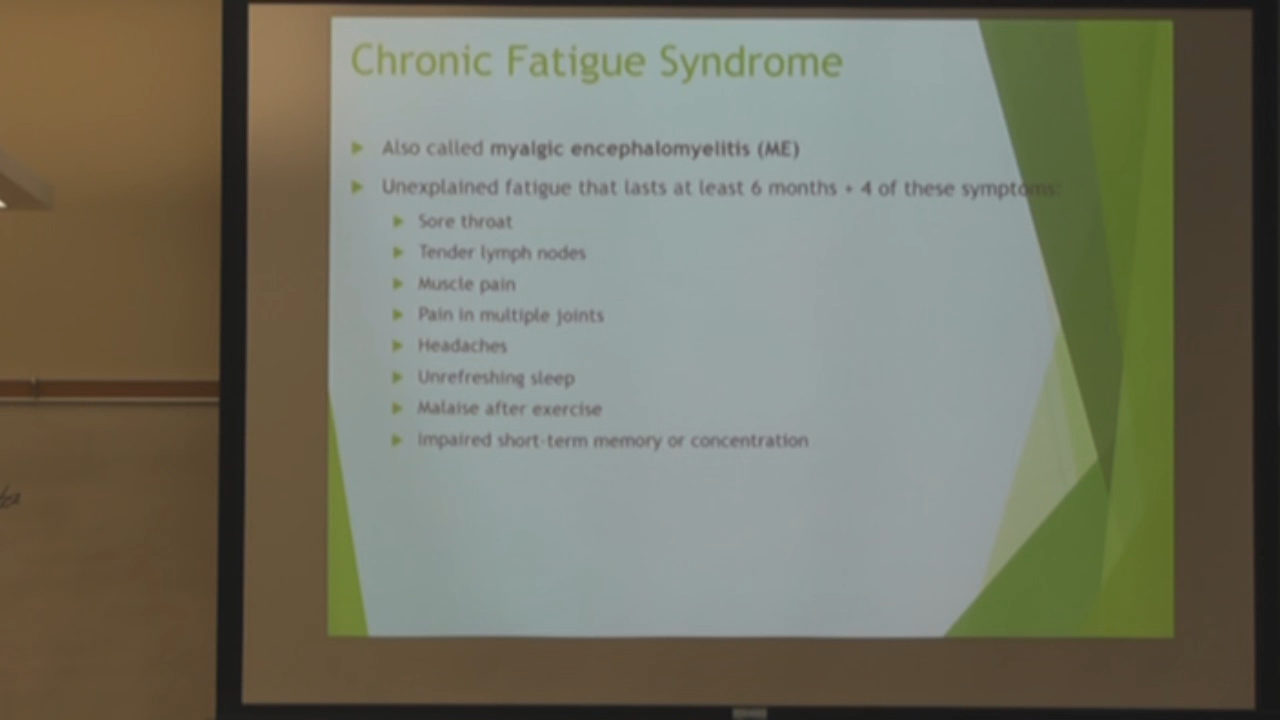 Chronic Fatigue Syndrome
Also called myalgic encephalomyelitis (ME)
Unexplained fatigue that lasts at least 6 months + 4 of these symptoms:
Sore throat
Tender lymph nodes
Muscle pain
Pain in multiple joints
Headaches
Unrefreshing sleep
Malaise after exercise
Impaired short-term memory or concentration